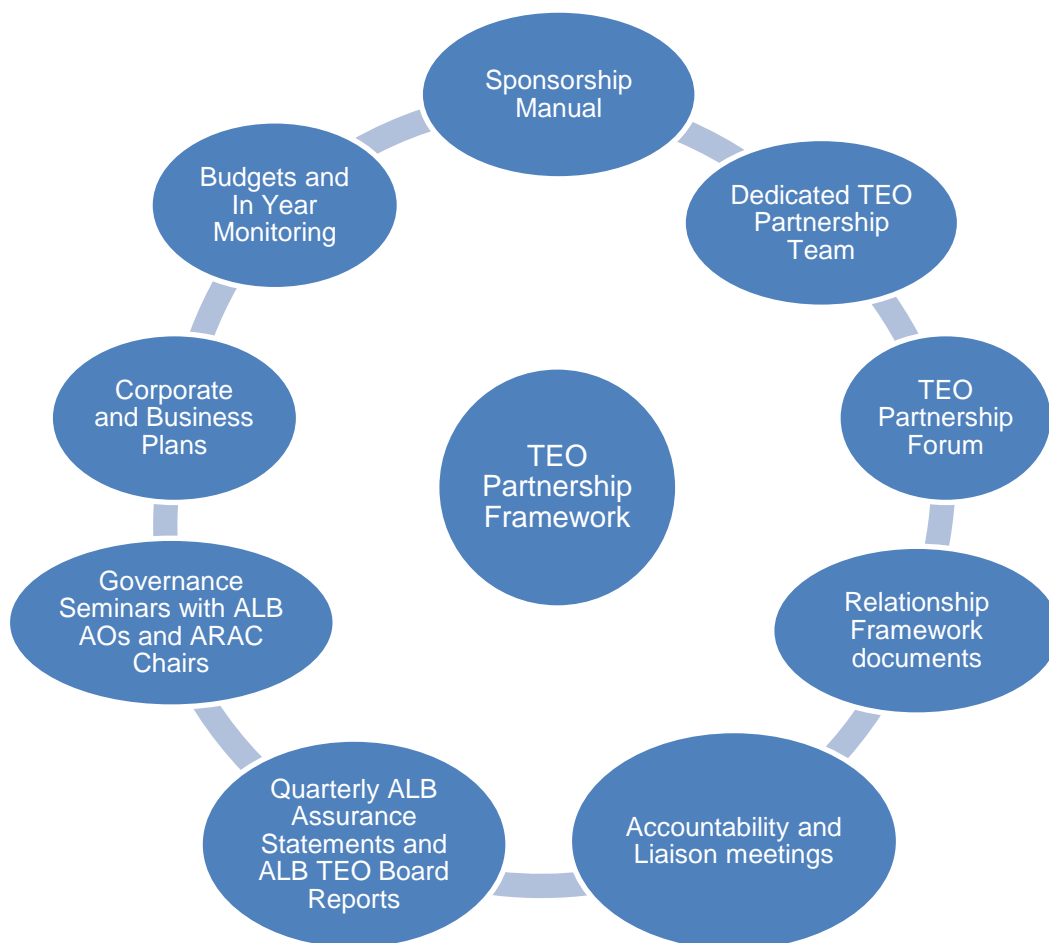 Sponsorship
Manual
Dedicated TEO
Partnership
Team
TEO
Partnership
Forum
Relationship
Framework
documents
Accountability and
Liaison meetings
Quarterly ALB
Assurance
Statements and
ALB TEO Board
Reports
Governance
Seminars with ALB
AOs and ARAC
Chairs
Corporate
and Business
Plans
Budgets and
In Year
Monitoring
TEO
Partnership
Framework